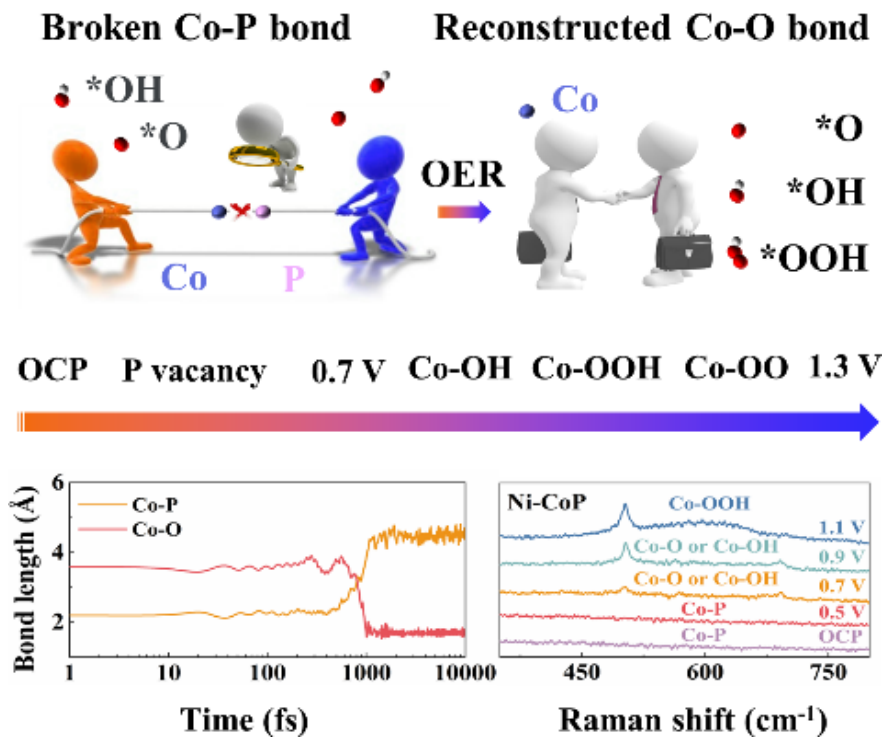 Broken Co-P bond
Reconstructed Co-O bond
*OH
*O
Co
P
OER
Co
*O
*OH
*OOH
OCP P vacancy 0.7 V Co-OH Co-OOH Co-OO 1.3 V
Bond length (Å)
6
4
2
Co-P
Co-O
1 10 100 1000 10000
Time (fs)
Ni-CoP
Co-OOH
1.1 V
Co-O or Co-OH
0.9 V
Co-O or Co-OH
0.7 V
Co-P
0.5 V
Co-P
OCP
450 600 750
Raman shift (cm⁻¹)